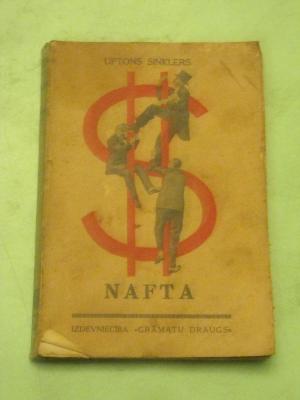 UPTONS SINKLERS
NAFTA
IZDEVNIECĪBA «GRĀMATU DRAUGS»